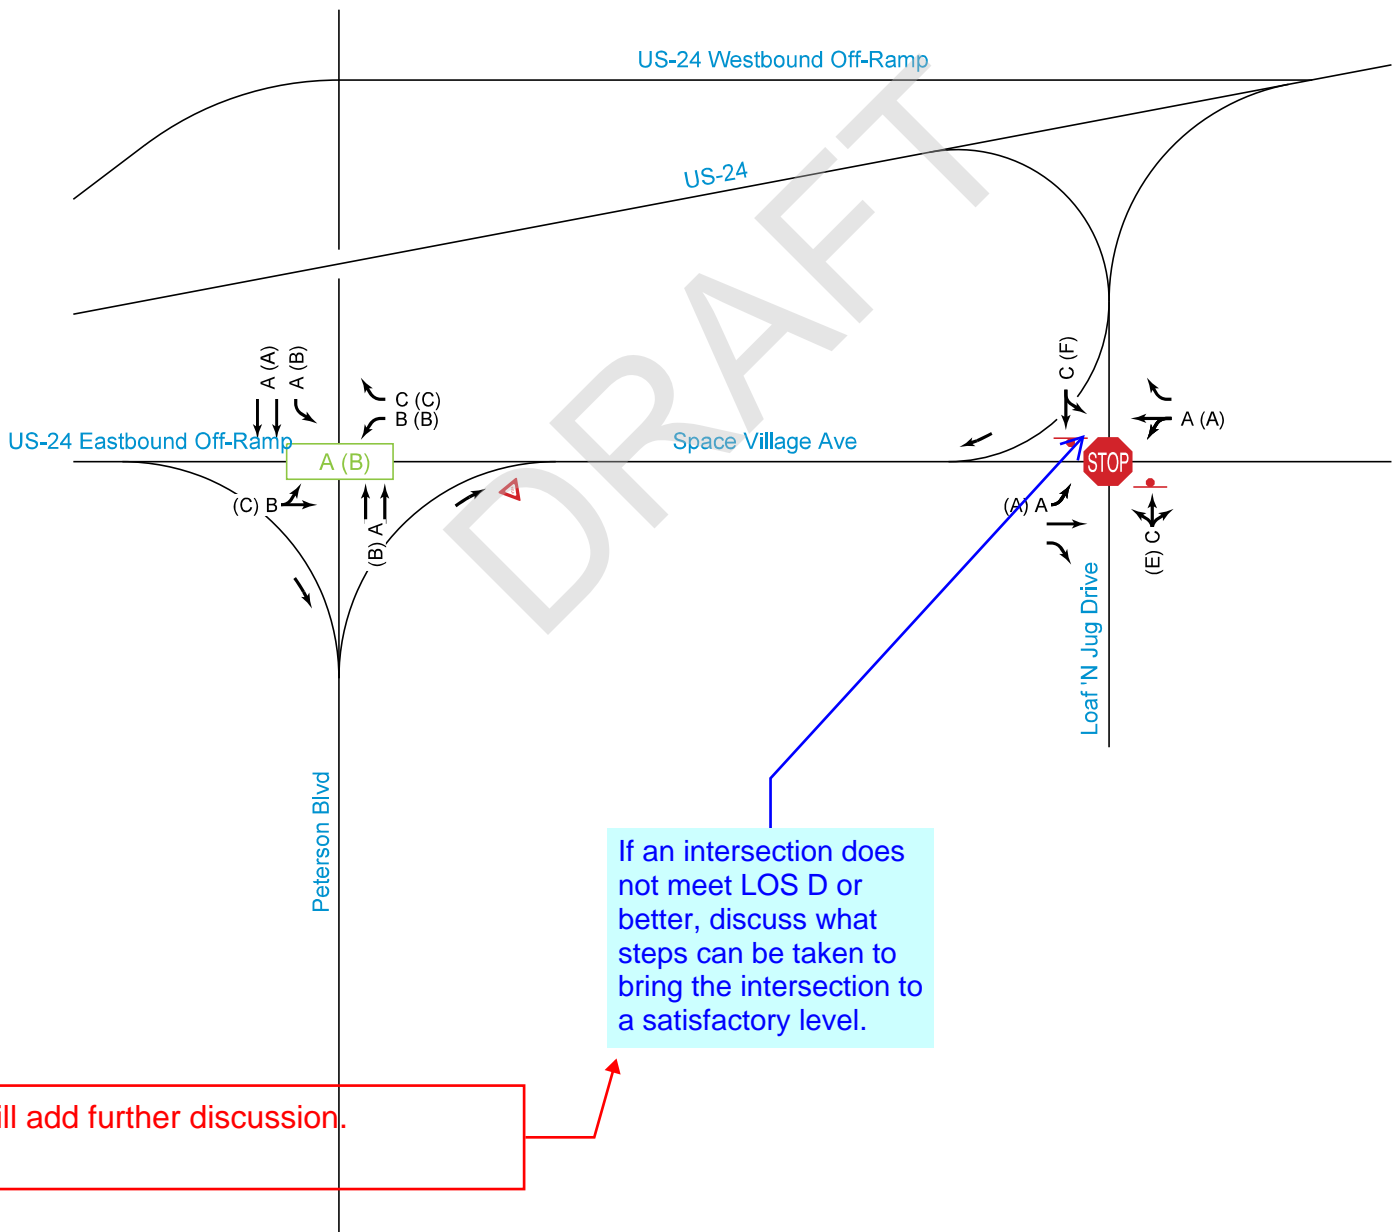 US-24 Westbound Off-Ramp
US-24
DRAFT
A (A)
A (B)
C (C)
B (B)
C (F)
A (A)
US-24 Eastbound Off-Ramp
A (B)
Space Village Ave
STOP
(C) B
(B) A
(A) A
(E) C
Loaf 'N Jug Drive
Peterson Blvd
If an intersection does
not meet LOS D or
better, discuss what
steps can be taken to
bring the intersection to
a satisfactory level.
ill add further discussion.